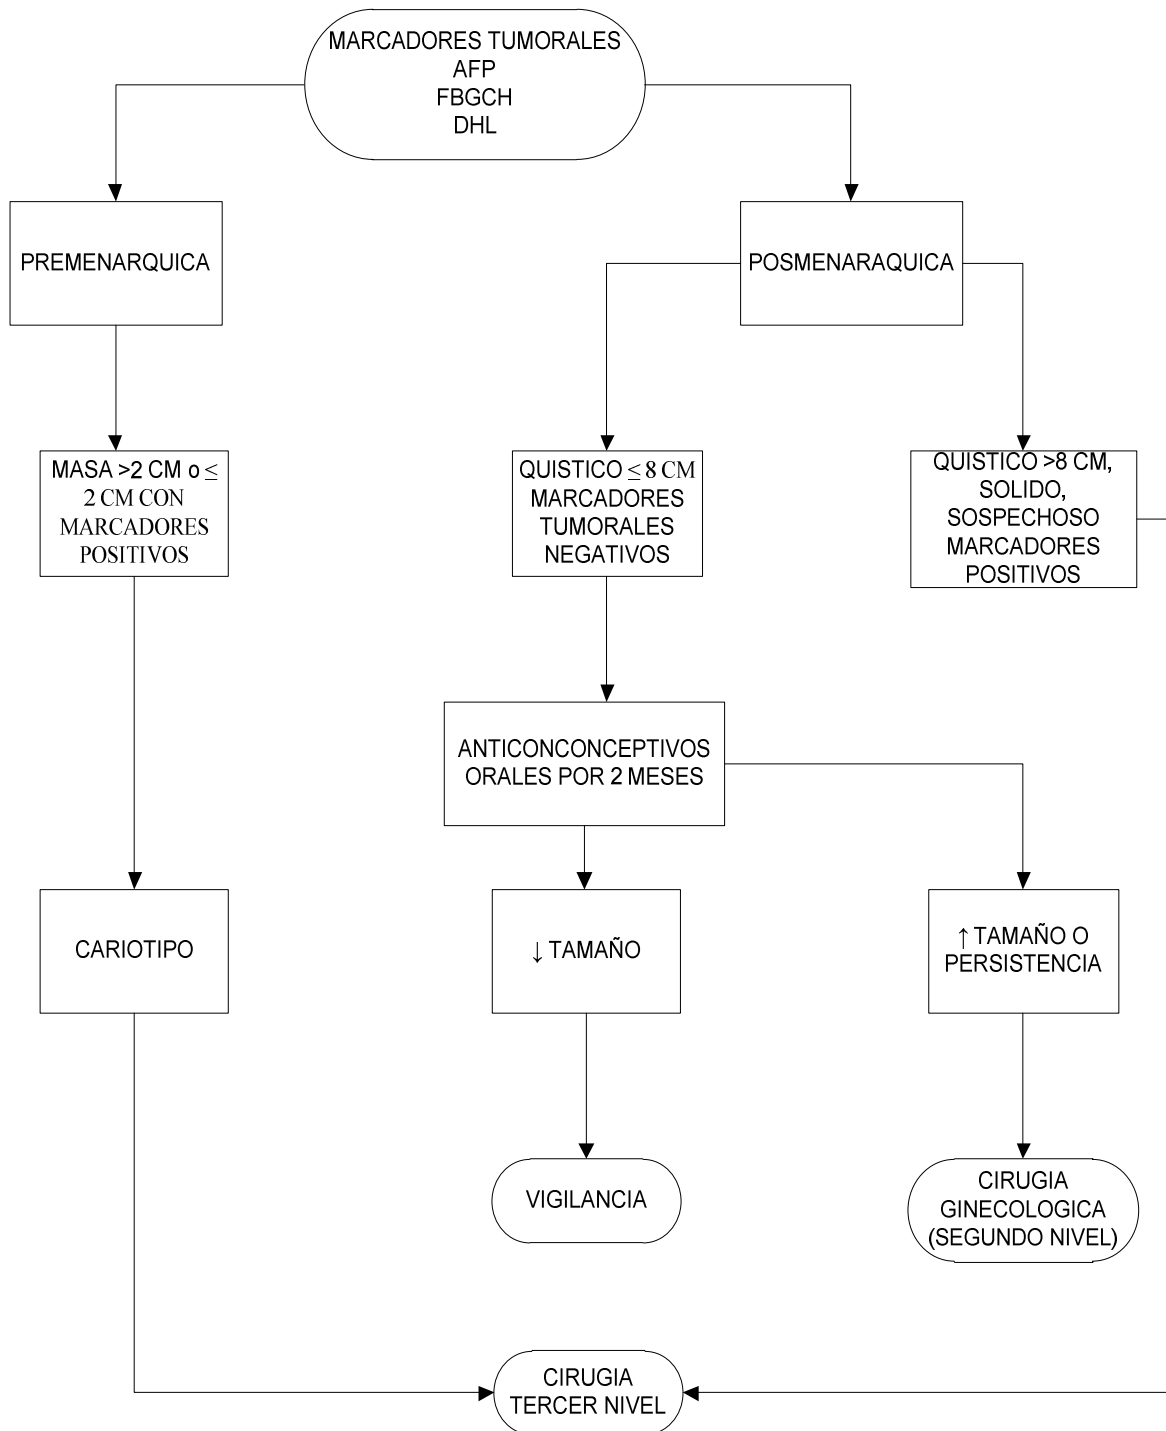 MARCADORES TUMORALES
AFP
FBGCH
DHL
PREMENARQUICA
POSMENARAQUICA
MASA >2 CM o ≤
2 CM CON
MARCADORES
POSITIVOS
QUISTICO ≤ 8 CM
MARCADORES
TUMORALES
NEGATIVOS
QUISTICO >8 CM,
SOLIDO,
SOSPECHOSO
MARCADORES
POSITIVOS
ANTICONCONCEPTIVOS
ORALES POR 2 MESES
CARIOTIPO
↓ TAMAÑO
↑ TAMAÑO O
PERSISTENCIA
VIGILANCIA
CIRUGIA
GINECOLOGICA
(SEGUNDO NIVEL)
CIRUGIA
TERCER NIVEL